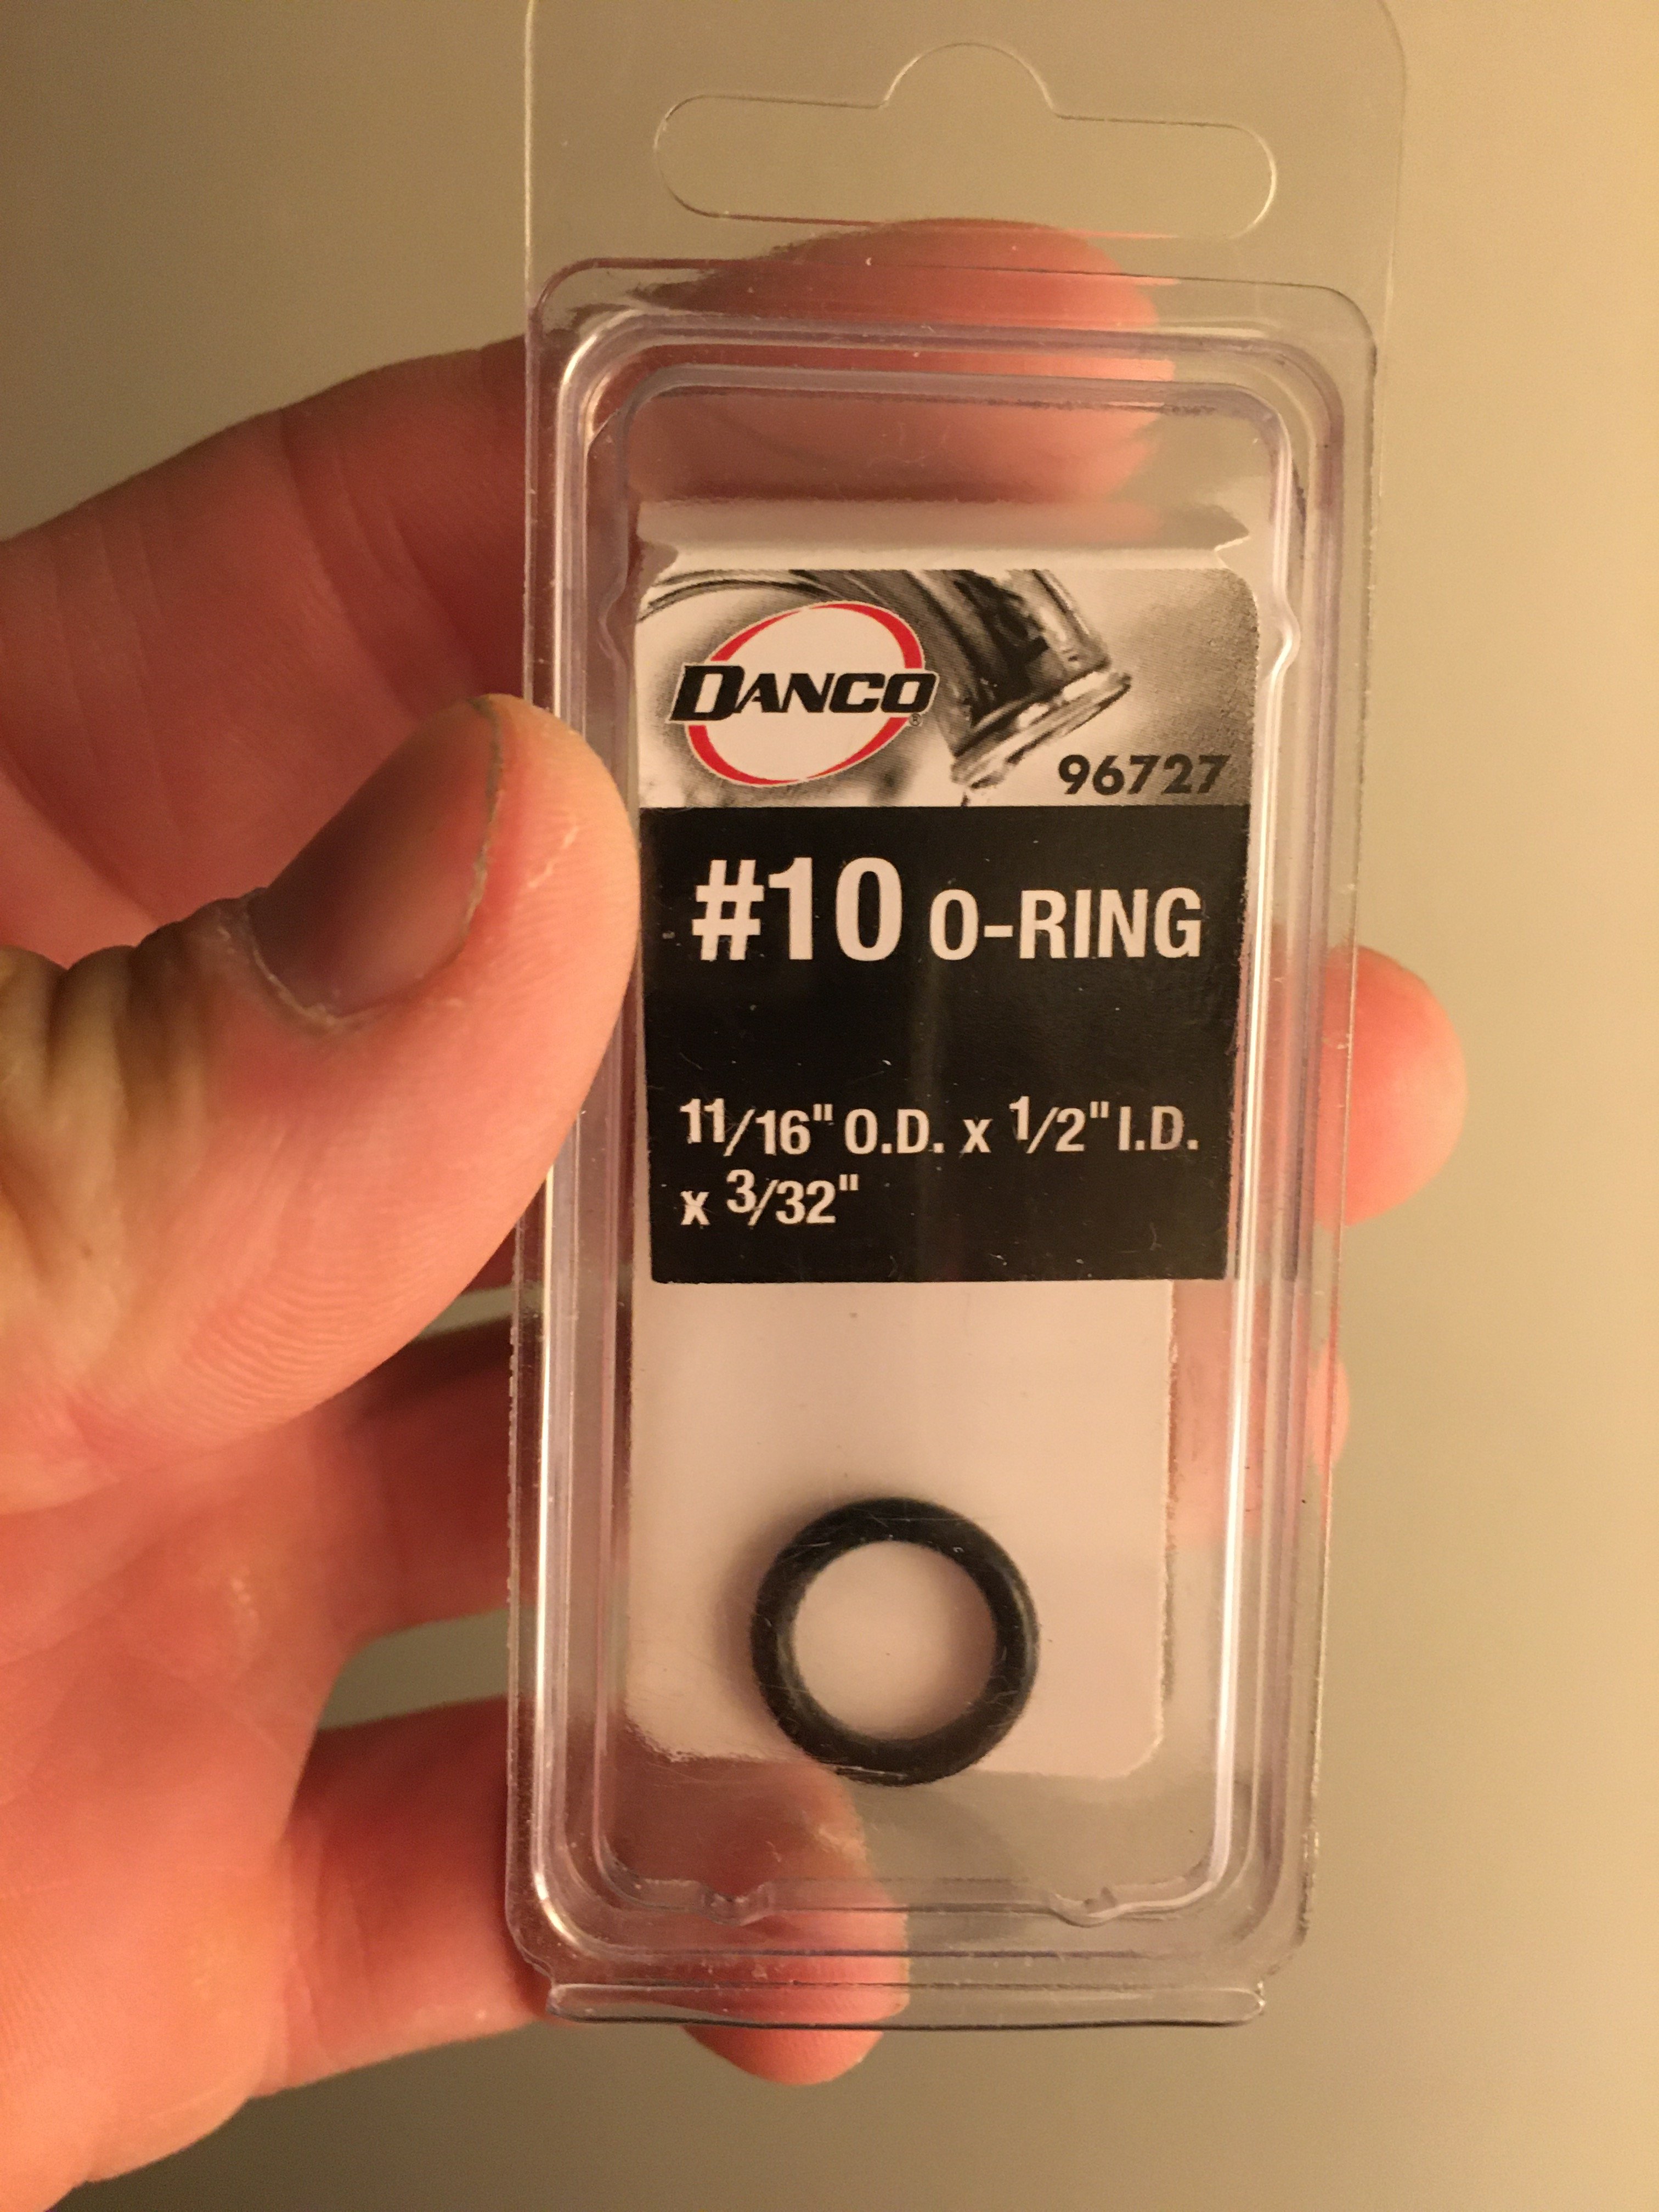 DANCO®
96727
#10 O-RING
11/16" O.D. x 1/2" I.D.
x 3/32"